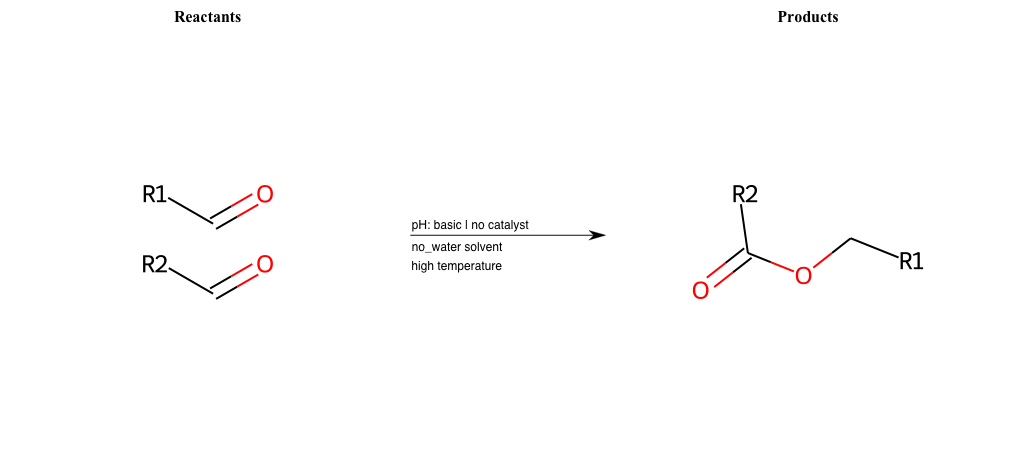 Reactants
Products
R1
O
R2
O
pH: basic | no catalyst
no_water solvent
high temperature
R2
O
O
R1